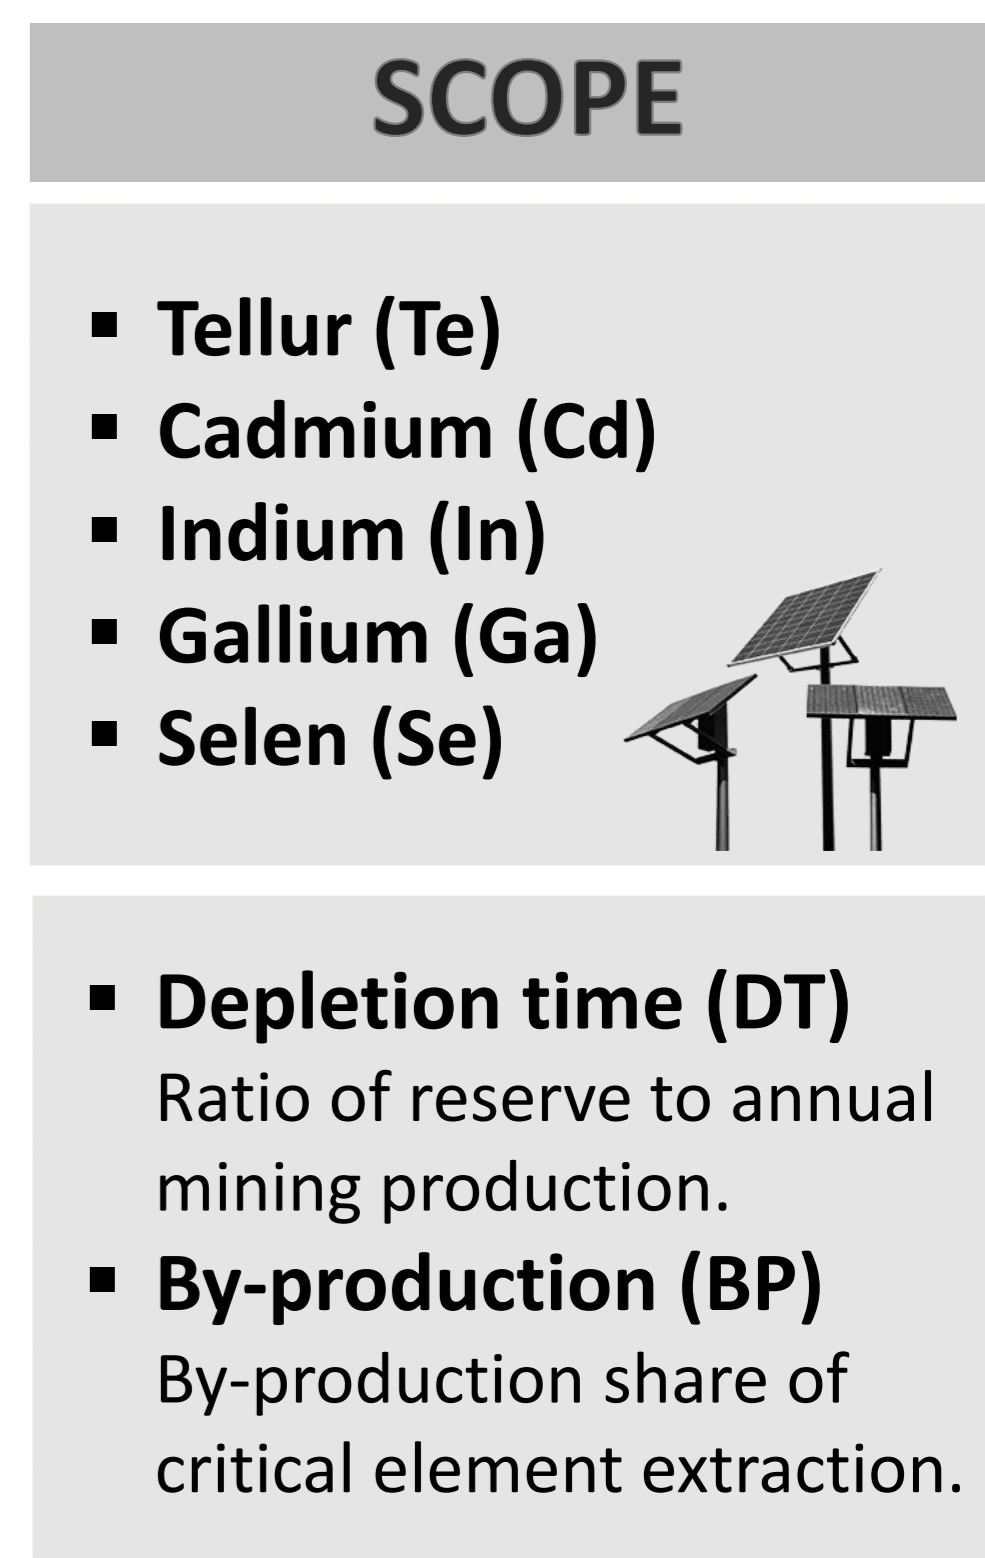 SCOPE
▪ Tellur (Te)
▪ Cadmium (Cd)
▪ Indium (In)
▪ Gallium (Ga)
▪ Selen (Se)
▪ Depletion time (DT)
Ratio of reserve to annual
mining production.
▪ By-production (BP)
By-production share of
critical element extraction.